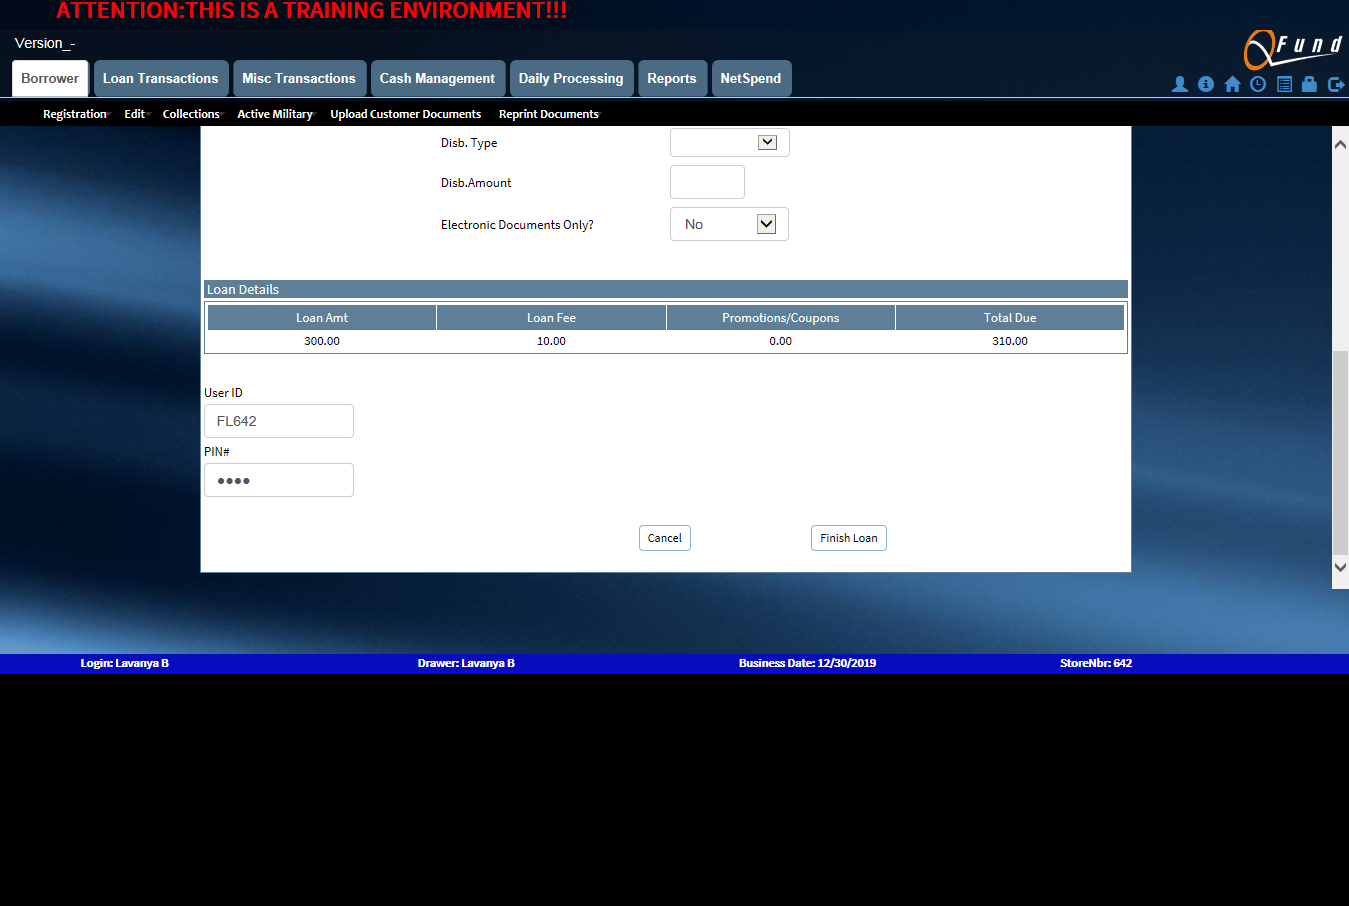 ATTENTION:THIS IS A TRAINING ENVIRONMENT!!!
Version_-
Fund
Borrower Loan Transactions Misc Transactions Cash Management Daily Processing Reports NetSpend
Registration Edit Collections Active Military Upload Customer Documents Reprint Documents
Disb. Type
Disb.Amount
Electronic Documents Only? No
Loan Details
Loan Amt Loan Fee Promotions/Coupons Total Due
300.00 10.00 0.00 310.00
User ID
FL642
PIN#
••••
Cancel Finish Loan
Login: Lavanya B Drawer: Lavanya B Business Date: 12/30/2019 StoreNbr: 642